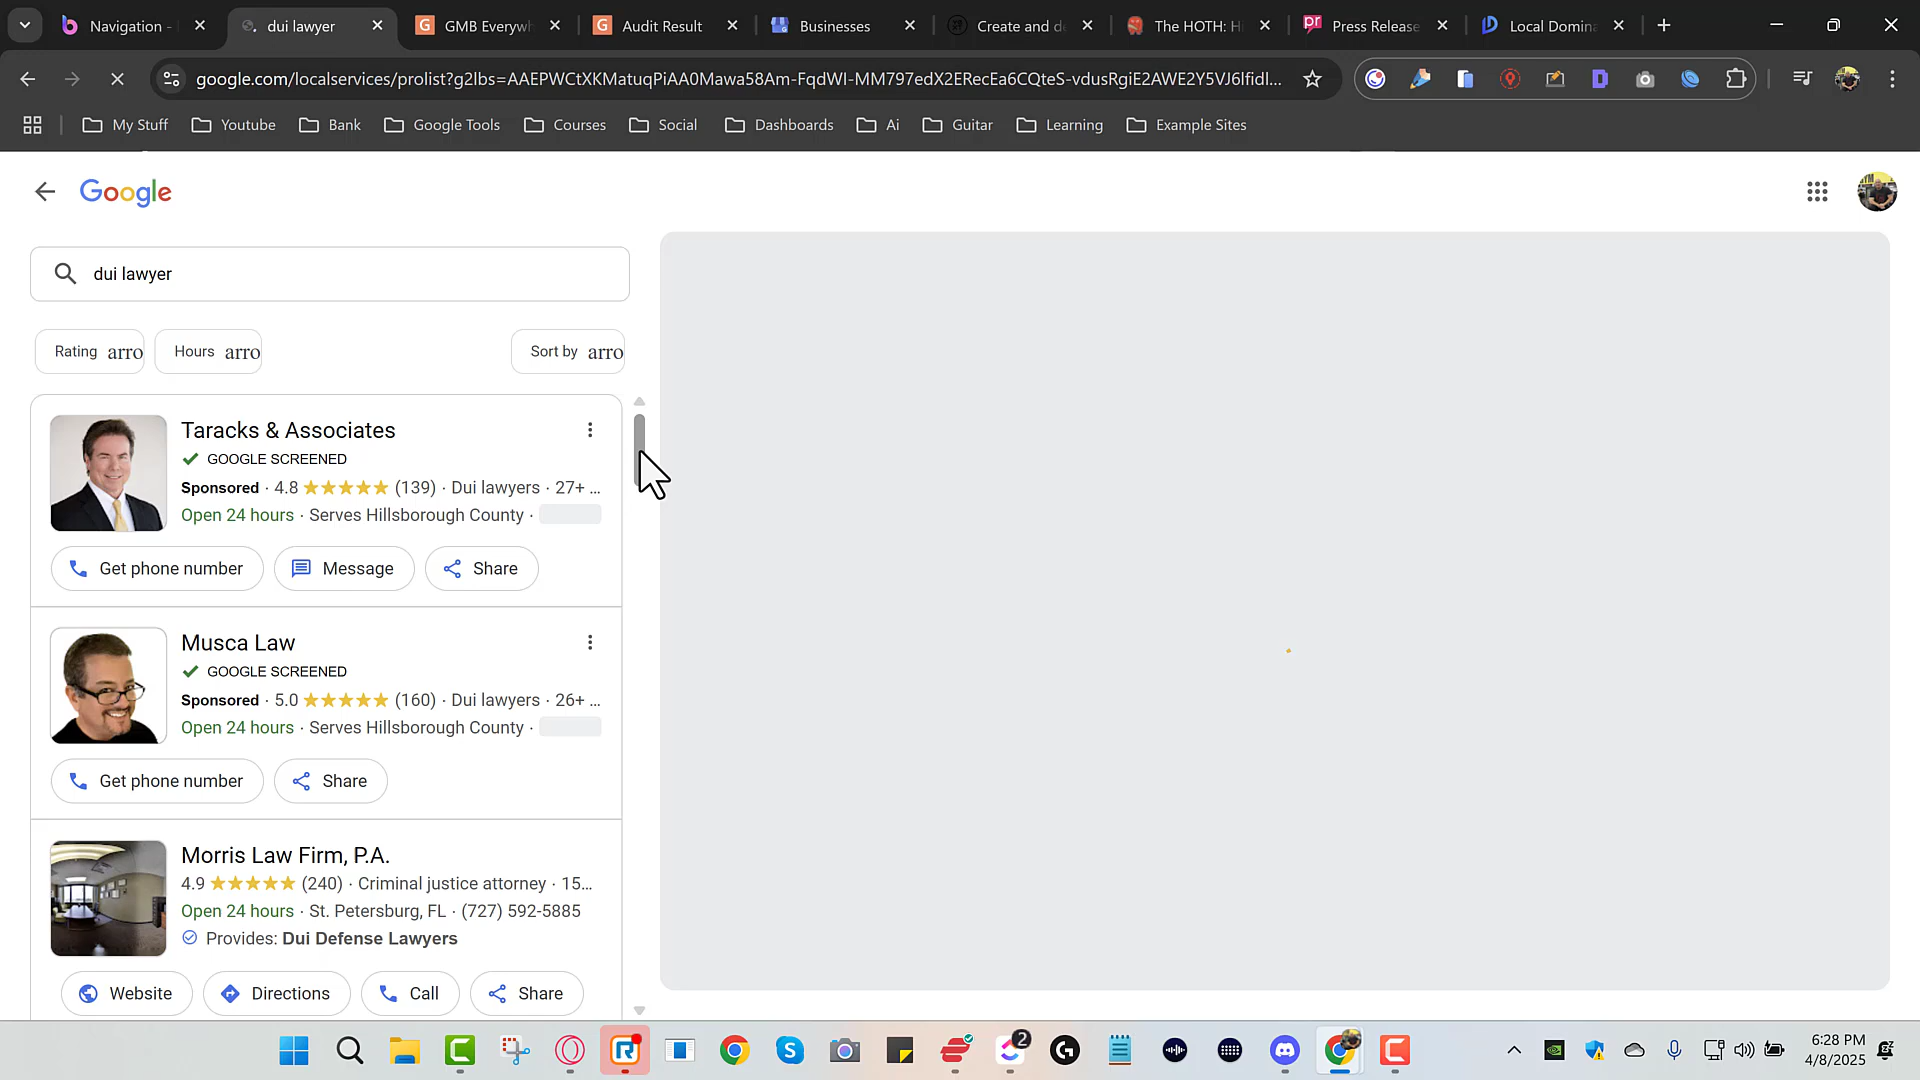 Navigation -
dui lawyer
GMB Everywh
Audit Result
Businesses
Create and de
The HOTH: Hi
Press Release
Local Domina
google.com/localservices/prolist?g2lbs=AAEPWCtXKMatuqPiAA0Mawa58Am-FqdWI-MM797edX2ERecEa6CQteS-vdusRgiE2AWE2Y5VJ6lfidl...
My Stuff
Youtube
Bank
Google Tools
Courses
Social
Dashboards
Ai
Guitar
Learning
Example Sites
Google
dui lawyer
Rating arro
Hours arro
Sort by arro
Taracks & Associates
GOOGLE SCREENED
Sponsored · 4.8 (139) · Dui lawyers · 27+ ...
Open 24 hours · Serves Hillsborough County ·
Get phone number
Message
Share
Musca Law
GOOGLE SCREENED
Sponsored · 5.0 (160) · Dui lawyers · 26+ ...
Open 24 hours · Serves Hillsborough County ·
Get phone number
Share
Morris Law Firm, P.A.
4.9 (240) · Criminal justice attorney · 15...
Open 24 hours · St. Petersburg, FL · (727) 592-5885
Provides: Dui Defense Lawyers
Website
Directions
Call
Share
2
6:28 PM
4/8/2025